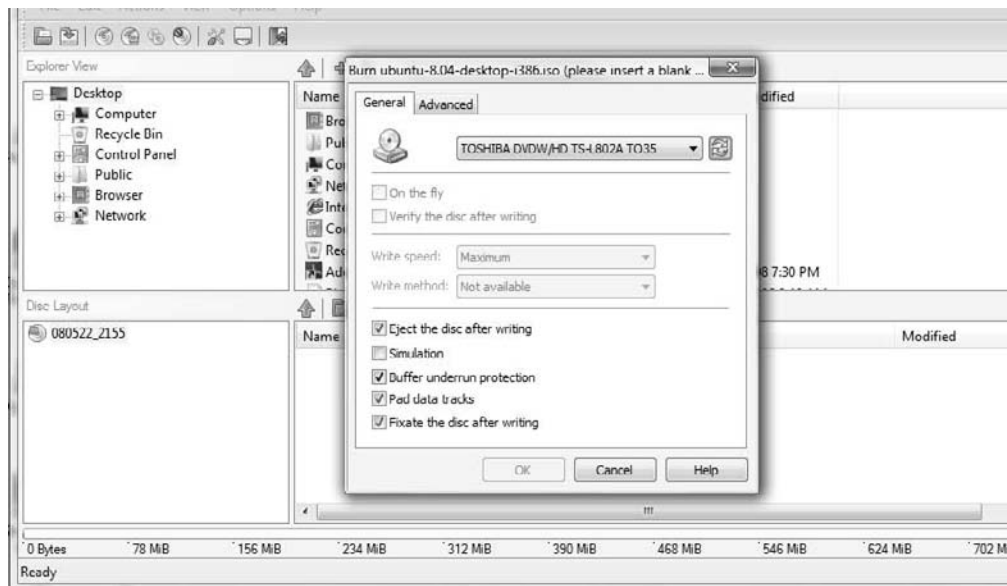 Explorer View
Desktop
Computer
Recycle Bin
Control Panel
Public
Browser
Network
Name
dified
8 7:30 PM
Burn ubuntu-8.04-desktop-i386.iso (please insert a blank ...
General
Advanced
TOSHIBA DVDW/HD TS-L802A TO35
On the fly
Verify the disc after writing
Write speed:
Maximum
Write method:
Not available
Eject the disc after writing
Simulation
Buffer underrun protection
Pad data tracks
Fixate the disc after writing
OK
Cancel
Help
Disc Layout
080522_2155
Name
Modified
0 Bytes 78 MiB 156 MiB 234 MiB 312 MiB 390 MiB 468 MiB 546 MiB 624 MiB 702 M
Ready